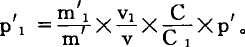 p'₁ = m'₁/m' × v₁/v × C/C₁ × p'。